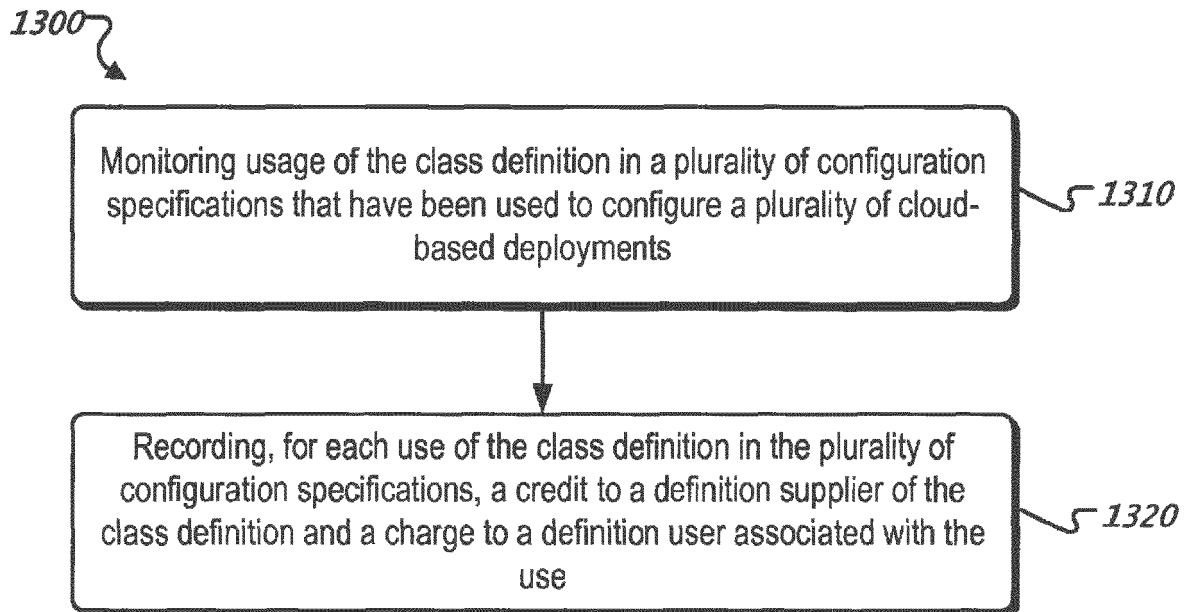 1300
Monitoring usage of the class definition in a plurality of configuration
specifications that have been used to configure a plurality of cloud-
based deployments
1310
Recording, for each use of the class definition in the plurality of
configuration specifications, a credit to a definition supplier of the
class definition and a charge to a definition user associated with the
use
1320